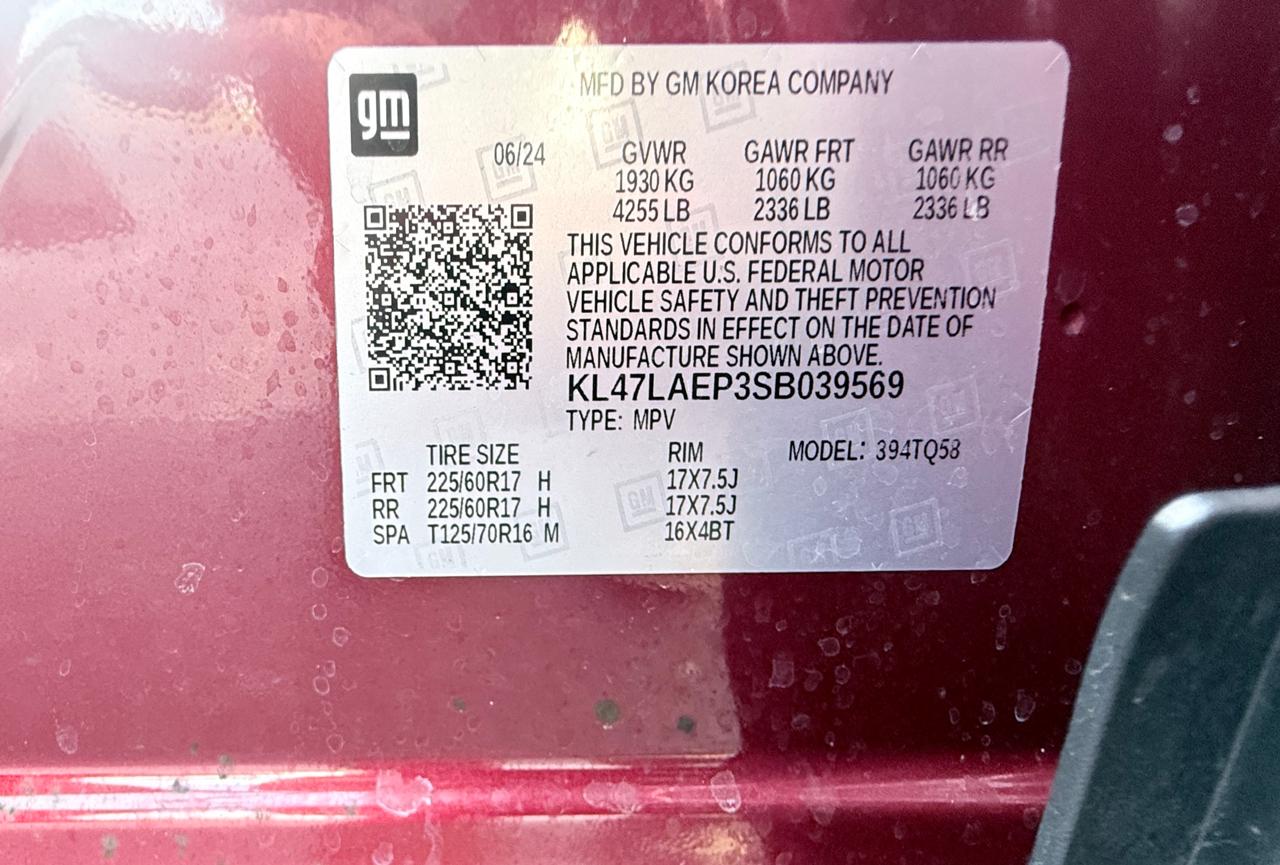 gm
MFD BY GM KOREA COMPANY
06/24 GVWR GAWR FRT GAWR RR
1930 KG 1060 KG 1060 KG
4255 LB 2336 LB 2336 LB
THIS VEHICLE CONFORMS TO ALL
APPLICABLE U.S. FEDERAL MOTOR
VEHICLE SAFETY AND THEFT PREVENTION
STANDARDS IN EFFECT ON THE DATE OF
MANUFACTURE SHOWN ABOVE.
KL47LAEP3SB039569
TYPE: MPV
TIRE SIZE RIM MODEL: 394TQ58
FRT 225/60R17 H 17X7.5J
RR 225/60R17 H 17X7.5J
SPA T125/70R16 M 16X4BT